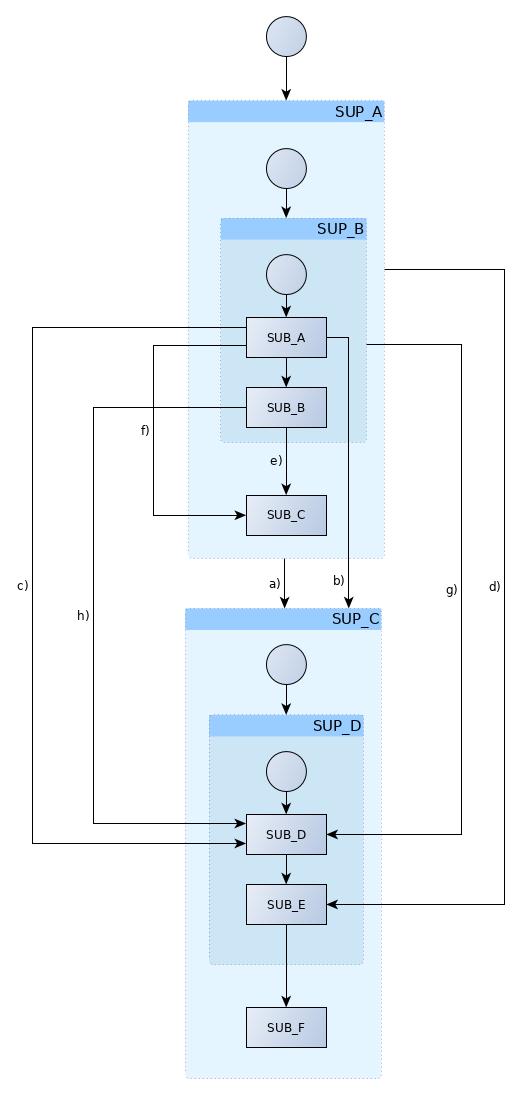 SUP_A
SUP_B
SUB_A
SUB_B
f)
e)
SUB_C
c)
a)
b)
g)
d)
h)
SUP_C
SUP_D
SUB_D
SUB_E
SUB_F